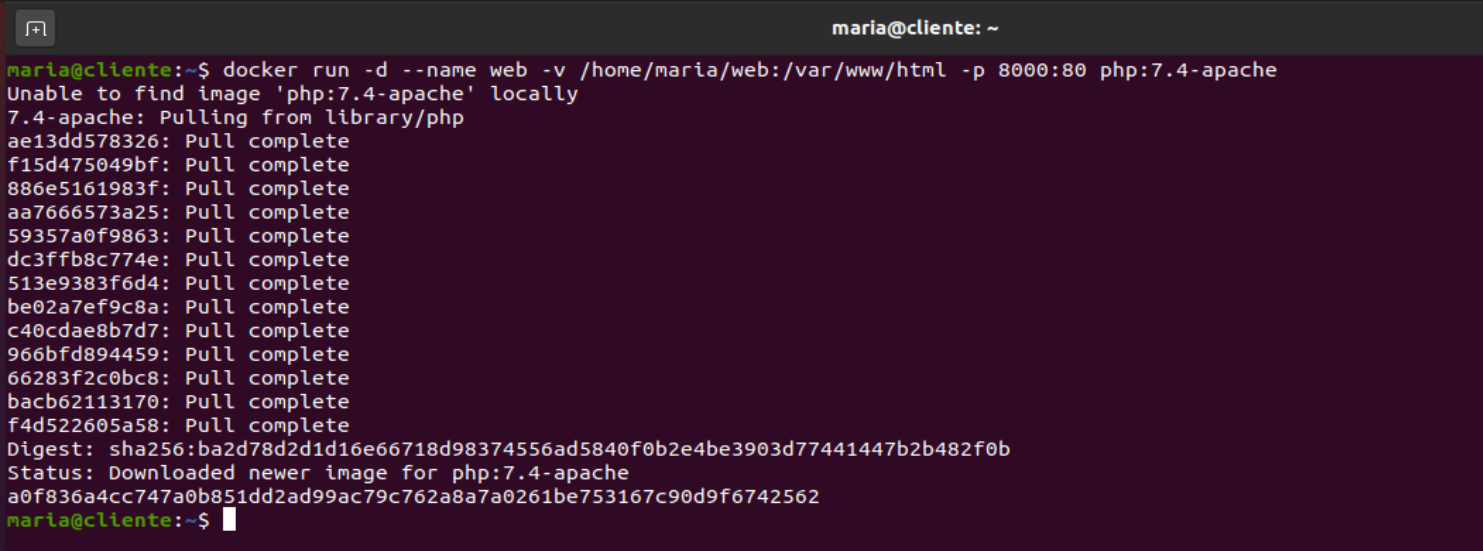 maria@cliente: ~
maria@cliente:~$ docker run -d --name web -v /home/maria/web:/var/www/html -p 8000:80 php:7.4-apache
Unable to find image 'php:7.4-apache' locally
7.4-apache: Pulling from library/php
ae13dd578326: Pull complete
f15d475049bf: Pull complete
886e5161983f: Pull complete
aa7666573a25: Pull complete
59357a0f9863: Pull complete
dc3ffb8c774e: Pull complete
513e9383f6d4: Pull complete
be02a7ef9c8a: Pull complete
c40cdae8b7d7: Pull complete
966bfd894459: Pull complete
66283f2c0bc8: Pull complete
bacb62113170: Pull complete
f4d522605a58: Pull complete
Digest: sha256:ba2d78d2d1d16e66718d98374556ad5840f0b2e4be3903d77441447b2b482f0b
Status: Downloaded newer image for php:7.4-apache
a0f836a4cc747a0b851dd2ad99ac79c762a8a7a0261be753167c90d9f6742562
maria@cliente:~$